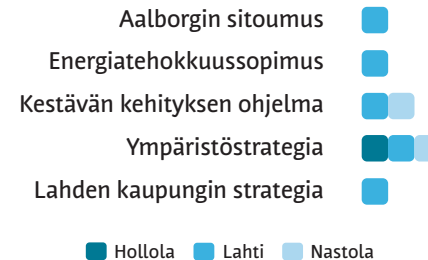 Aalborgin sitoumus
Energiatehokkuussopimus
Kestävän kehityksen ohjelma
Ympäristöstrategia
Lahden kaupungin strategia
Hollola Lahti Nastola